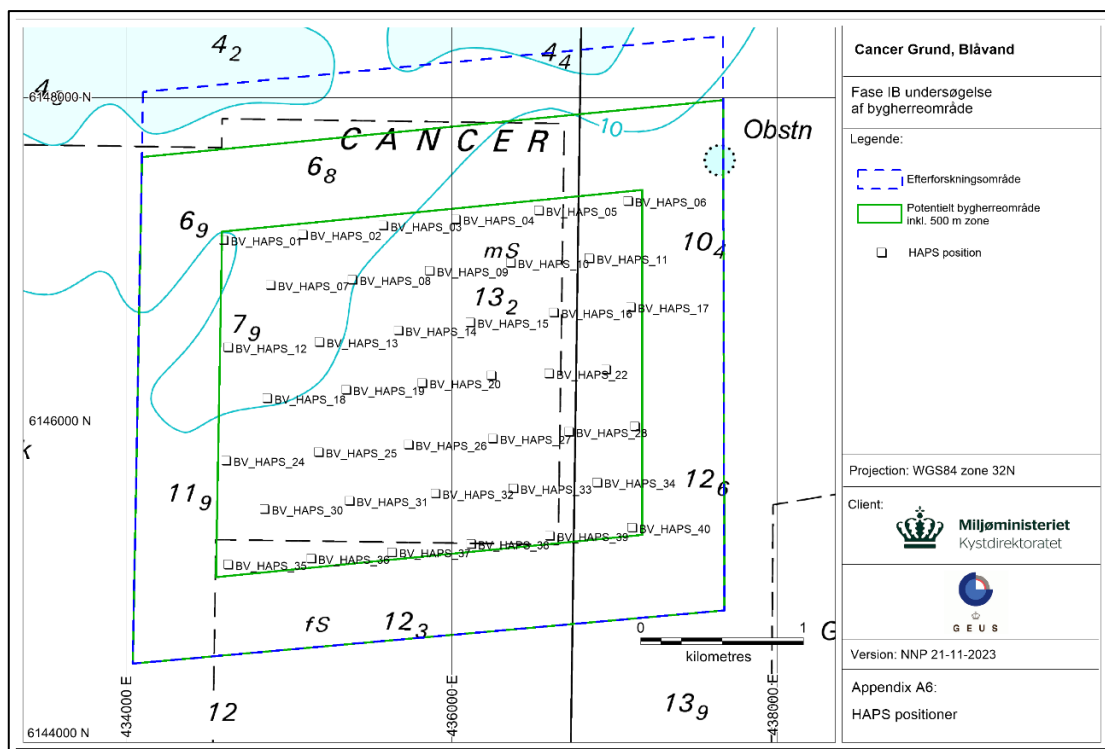 4₂
4₄
4₉
6148000 N
CANCER
10
Obstn
6₈
6₉
BV_HAPS_01
BV_HAPS_02
BV_HAPS_03
BV_HAPS_04
BV_HAPS_05
BV_HAPS_06
10₄
mS
BV_HAPS_07
BV_HAPS_08
BV_HAPS_09
BV_HAPS_10
BV_HAPS_11
13₂
7₉
BV_HAPS_12
BV_HAPS_13
BV_HAPS_14
BV_HAPS_15
BV_HAPS_16
BV_HAPS_17
BV_HAPS_18
BV_HAPS_19
BV_HAPS_20
BV_HAPS_22
6146000 N
k
BV_HAPS_24
BV_HAPS_25
BV_HAPS_26
BV_HAPS_27
BV_HAPS_28
11₉
12₆
BV_HAPS_30
BV_HAPS_31
BV_HAPS_32
BV_HAPS_33
BV_HAPS_34
BV_HAPS_35
BV_HAPS_36
BV_HAPS_37
BV_HAPS_38
BV_HAPS_39
BV_HAPS_40
fS
12₃
0
1
kilometres
G
12
13₉
434000 E
436000 E
438000 E
6144000 N
Cancer Grund, Blåvand
Fase IB undersøgelse
af bygherreområde
Legende:
Efterforskningsområde
Potentielt bygherreområde
inkl. 500 m zone
HAPS position
Projection: WGS84 zone 32N
Client:
Miljøministeriet
Kystdirektoratet
GEUS
Version: NNP 21-11-2023
Appendix A6:
HAPS positioner